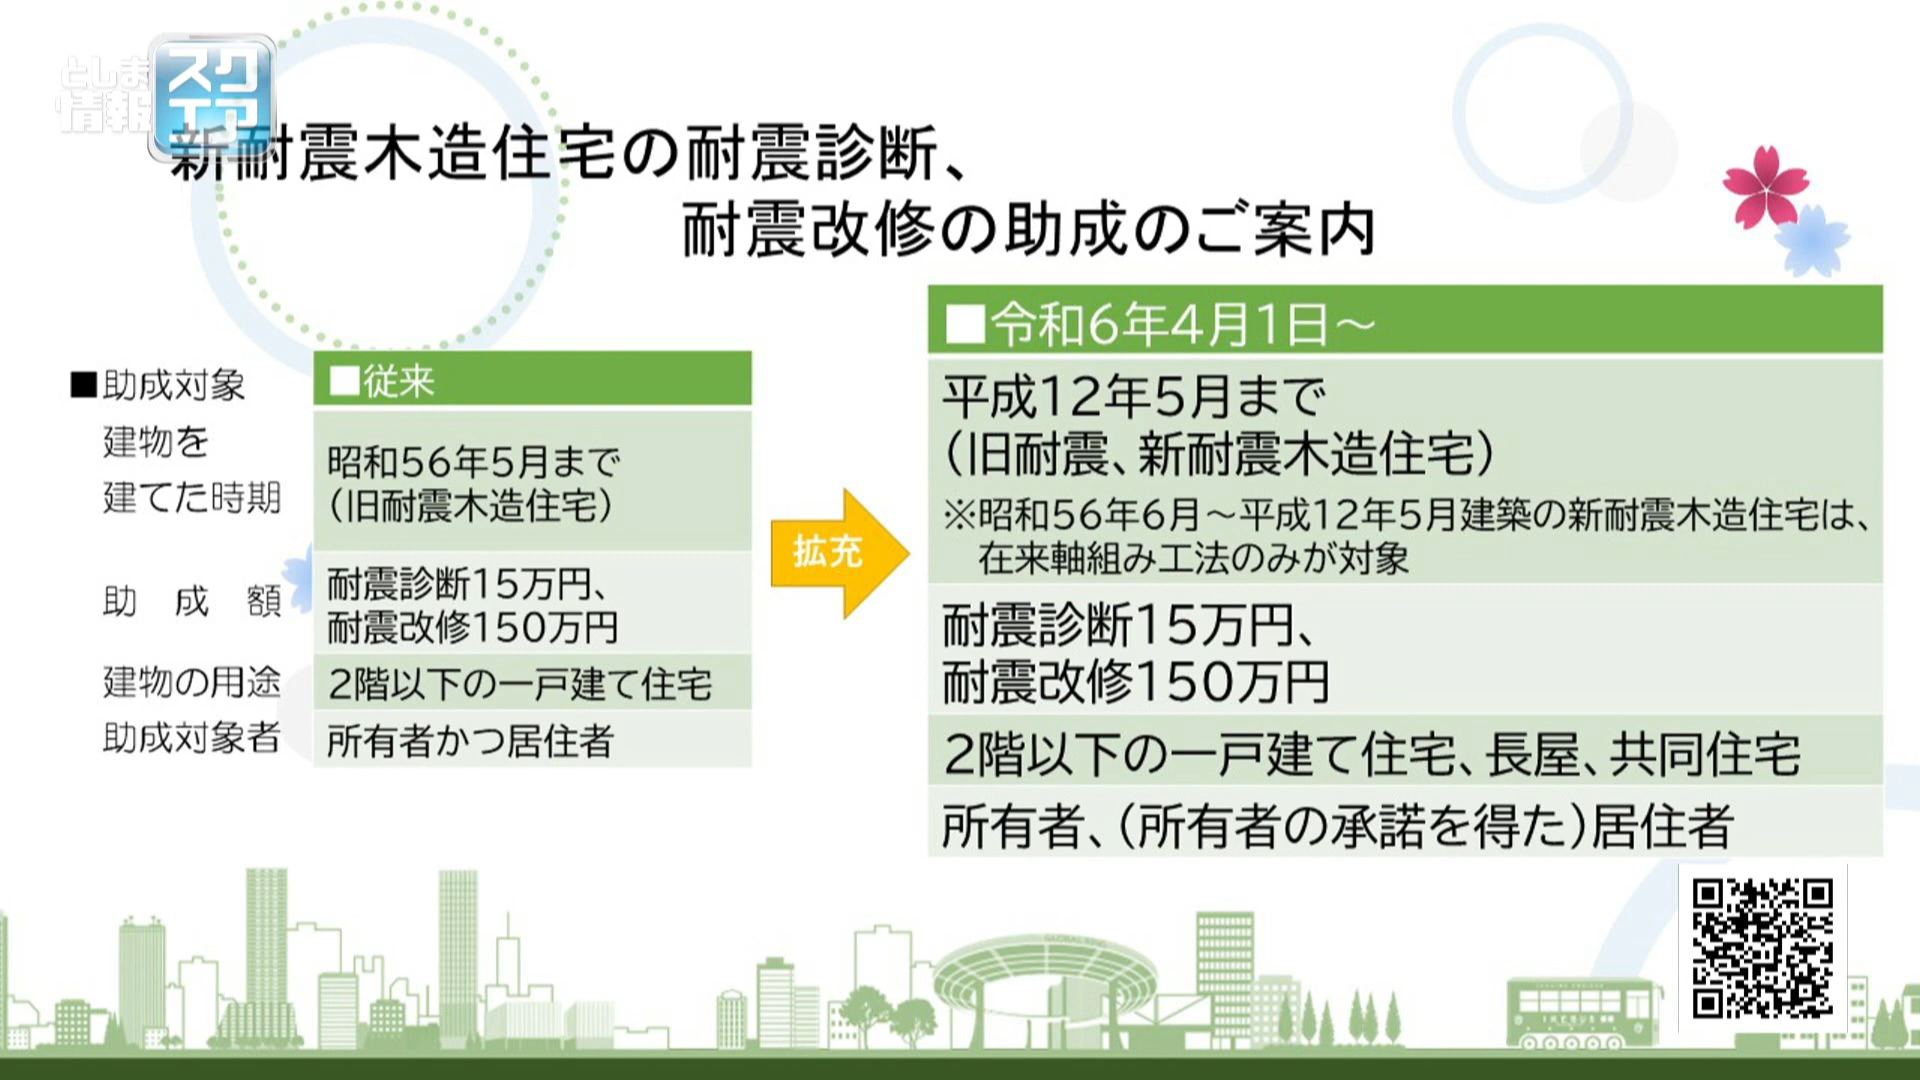 としま
情報
スク
エア
新耐震木造住宅の耐震診断、
耐震改修の助成のご案内
■助成対象
建物を
建てた時期
助成額
建物の用途
助成対象者
■従来
昭和56年5月まで
（旧耐震木造住宅）
耐震診断15万円、
耐震改修150万円
2階以下の一戸建て住宅
所有者かつ居住者
拡充
■令和6年4月1日～
平成12年5月まで
（旧耐震、新耐震木造住宅）
※昭和56年6月～平成12年5月建築の新耐震木造住宅は、
在来軸組み工法のみが対象
耐震診断15万円、
耐震改修150万円
2階以下の一戸建て住宅、長屋、共同住宅
所有者、（所有者の承諾を得た）居住者
GLOBAL RING
IKEBUS